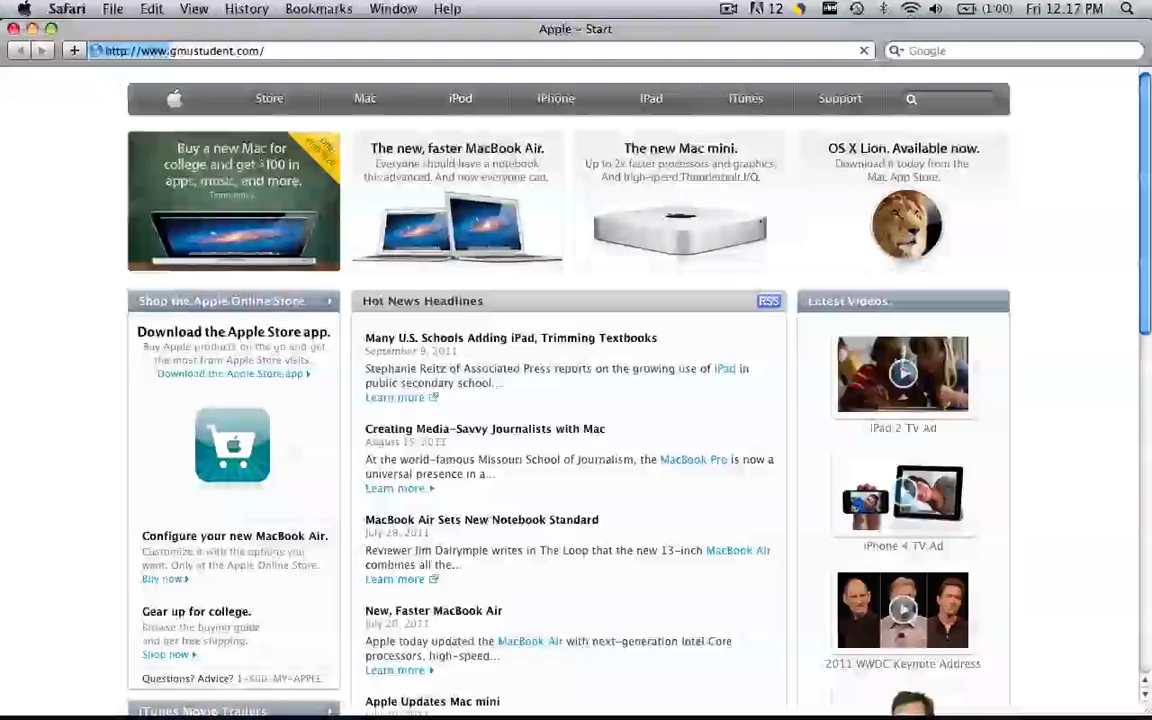 Safari File Edit View History Bookmarks Window Help 12 (1:00) Fri 12:17 PM
Apple – Start
http://www.gmustudent.com/ Google
Store Mac iPod iPhone iPad iTunes Support
Buy a new Mac for
college and get $100 in
apps, music, and more.
The new, faster MacBook Air.
Everyone should have a notebook
this advanced. And now everyone can.
The new Mac mini.
Up to 2x faster processors and graphics.
And high-speed Thunderbolt I/O.
OS X Lion. Available now.
Download it today from the
Mac App Store.
Shop the Apple Online Store
Download the Apple Store app.
Buy Apple products on the go and get
the most from Apple Store visits.
Download the Apple Store app
Configure your new MacBook Air.
Customize it with the options you
want. Only at the Apple Online Store.
Buy now
Gear up for college.
Browse the buying guide
and get free shipping.
Shop now
Questions? Advice? 1-800-MY-APPLE
iTunes Movie Trailers
Hot News Headlines RSS
Many U.S. Schools Adding iPad, Trimming Textbooks
September 9, 2011
Stephanie Reitz of Associated Press reports on the growing use of iPad in
public secondary school...
Learn more
Creating Media-Savvy Journalists with Mac
August 15, 2011
At the world-famous Missouri School of Journalism, the MacBook Pro is now a
universal presence in a...
Learn more
MacBook Air Sets New Notebook Standard
July 28, 2011
Reviewer Jim Dalrymple writes in The Loop that the new 13-inch MacBook Air
combines all the...
Learn more
New, Faster MacBook Air
July 20, 2011
Apple today updated the MacBook Air with next-generation Intel Core
processors, high-speed...
Learn more
Apple Updates Mac mini
Latest Videos
iPad 2 TV Ad
iPhone 4 TV Ad
2011 WWDC Keynote Address